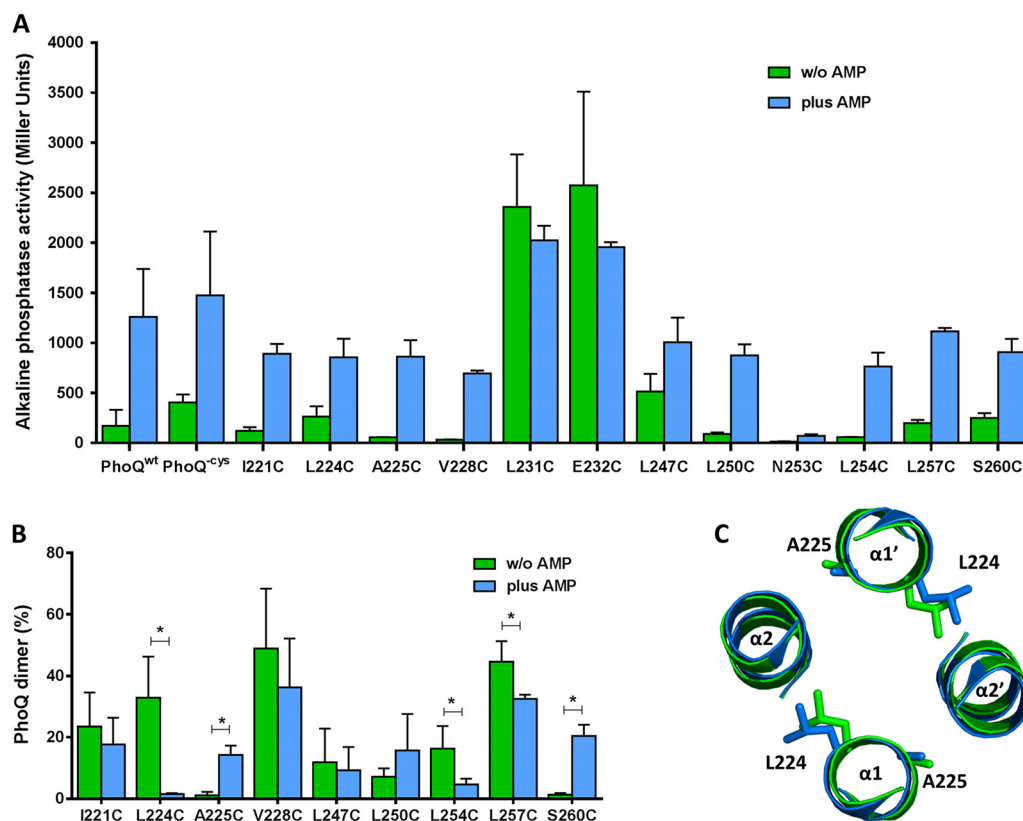 A
Alkaline phosphatase activity (Miller Units)
4000
3500
3000
2500
2000
1500
1000
500
0
w/o AMP
plus AMP
PhoQwt PhoQ-cys I221C L224C A225C V228C L231C E232C L247C L250C N253C L254C L257C S260C
B
PhoQ dimer (%)
80
60
40
20
0
w/o AMP
plus AMP
* * * * *
I221C L224C A225C V228C L247C L250C L254C L257C S260C
C
A225
α1’
L224
α2
α2’
L224
α1
A225